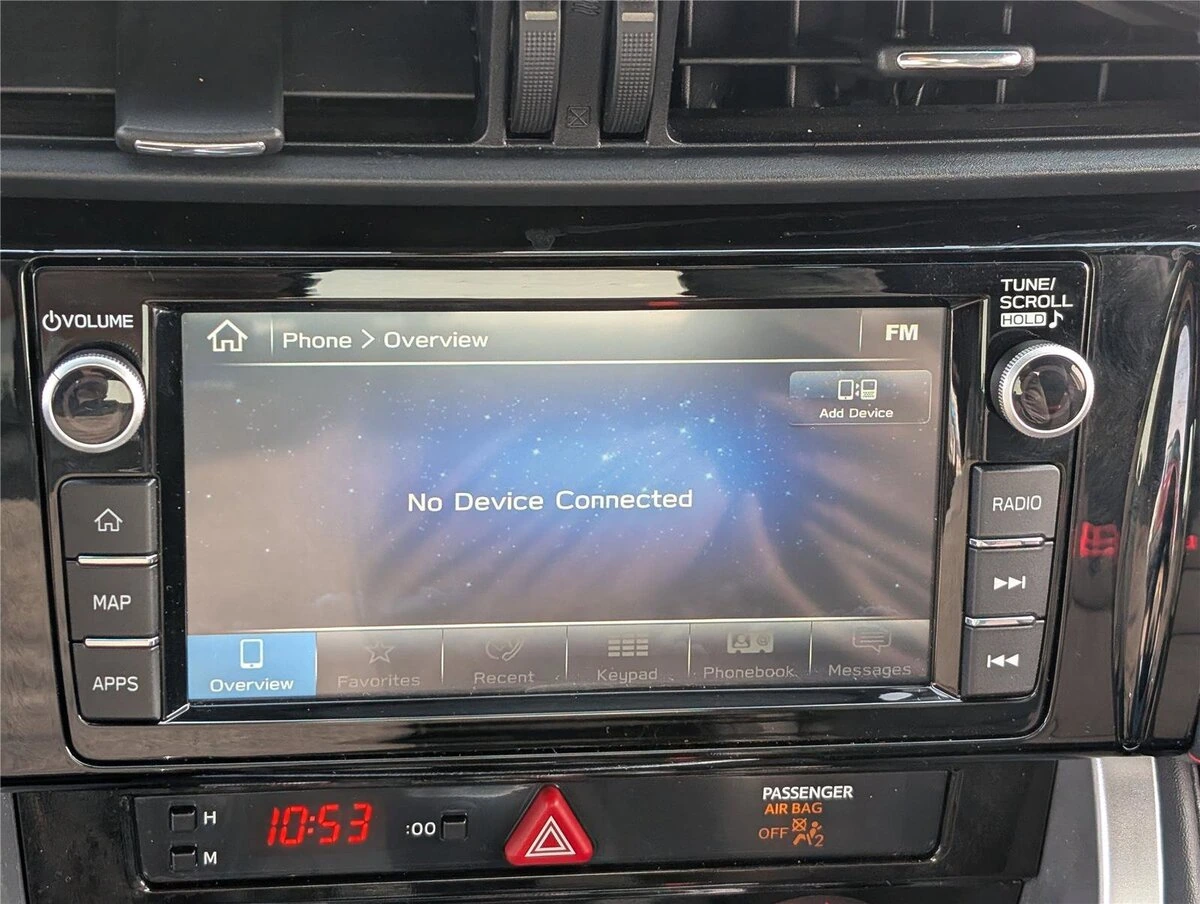 VOLUME
TUNE/
SCROLL
HOLD
Phone > Overview
FM
Add Device
No Device Connected
MAP
APPS
RADIO
Overview
Favorites
Recent
Keypad
Phonebook
Messages
H
M
10:53
:00
PASSENGER
AIR BAG
OFF
2